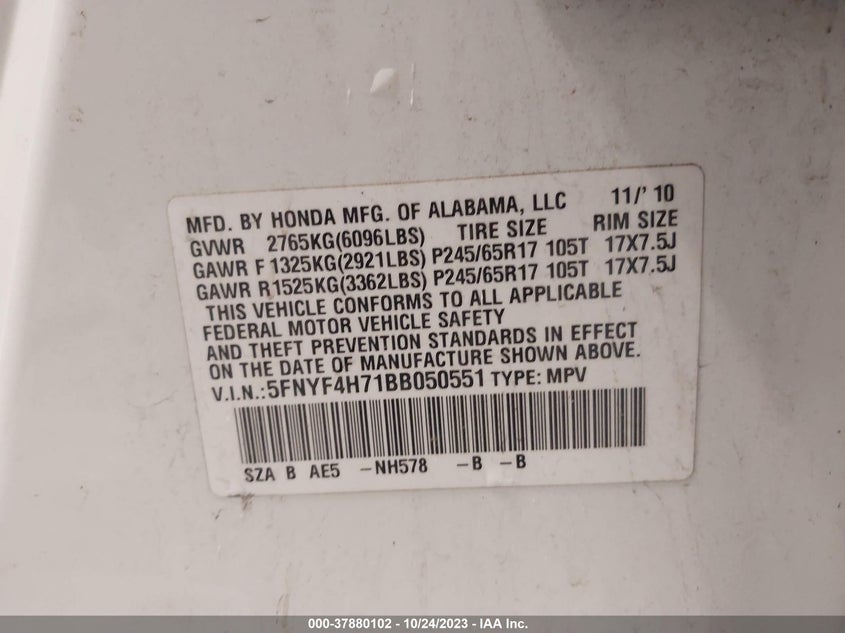 MFD. BY HONDA MFG. OF ALABAMA, LLC 11/' 10
GVWR 2765KG(6096LBS) TIRE SIZE RIM SIZE
GAWR F 1325KG(2921LBS) P245/65R17 105T 17X7.5J
GAWR R 1525KG(3362LBS) P245/65R17 105T 17X7.5J
THIS VEHICLE CONFORMS TO ALL APPLICABLE
FEDERAL MOTOR VEHICLE SAFETY
AND THEFT PREVENTION STANDARDS IN EFFECT
ON THE DATE OF MANUFACTURE SHOWN ABOVE.
V.I.N.:5FNYF4H71BB050551 TYPE: MPV
SZA B AE5 -NH578 -B -B
000-37880102 - 10/24/2023 - IAA Inc.